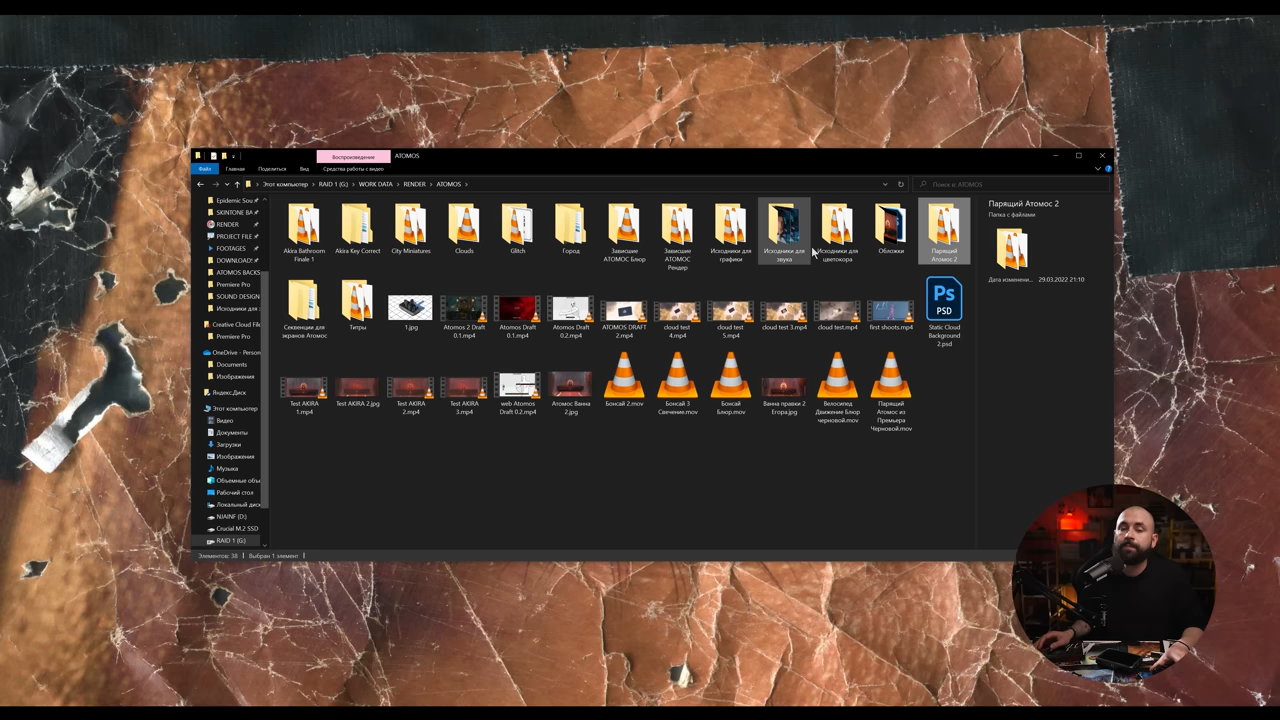 Воспроизведение
ATOMOS
Файл
Главная
Поделиться
Вид
Средства работы с видео
Этот компьютер > RAID 1 (G:) > WORK DATA > RENDER > ATOMOS >
Поиск в: ATOMOS
Epidemic Sou
SKINTONE BA
RENDER
PROJECT FILE
FOOTAGES
DOWNLOAD
ATOMOS BACKS
Premiere Pro
SOUND DESIGN
Исходники для
Creative Cloud File
Premiere Pro
OneDrive - Person
Documents
Изображения
Яндекс.Диск
Этот компьютер
Видео
Документы
Загрузки
Изображения
Музыка
Объемные объ
Рабочий стол
Локальный диск
NJAINF (D:)
Crucial M.2 SSD
RAID 1 (G:)
Akira Bathroom
Finale 1
Akira Key Correct
City Miniatures
Clouds
Glitch
Город
Зависшие
АТОМОС Блюр
Зависшие
АТОМОС
Рендер
Исходники для
графики
Исходники для
звука
Исходники для
цветокора
Обложки
Парящий
Атомос 2
Секвенции для
экранов Атомос
Титры
1.jpg
Atomos 2 Draft
0.1.mp4
Atomos Draft
0.1.mp4
Atomos Draft
0.2.mp4
ATOMOS DRAFT
2.mp4
cloud test
4.mp4
cloud test
5.mp4
cloud test 3.mp4
cloud test.mp4
first shoots.mp4
Ps
PSD
Static Cloud
Background
2.psd
Test AKIRA
1.mp4
Test AKIRA 2.jpg
Test AKIRA
2.mp4
Test AKIRA
3.mp4
web Atomos
Draft 0.2.mp4
Атомос Ванна
2.jpg
Бонсай 2.mov
Бонсай 3
Свечение.mov
Бонсай
Блюр.mov
Ванна правки 2
Егора.jpg
Велосипед
Движение Блюр
черновой.mov
Парящий
Атомос из
Премьера
Черновой.mov
Парящий Атомос 2
Папка с файлами
Дата изменени... 29.03.2022 21:10
Элементов: 38
Выбран 1 элемент